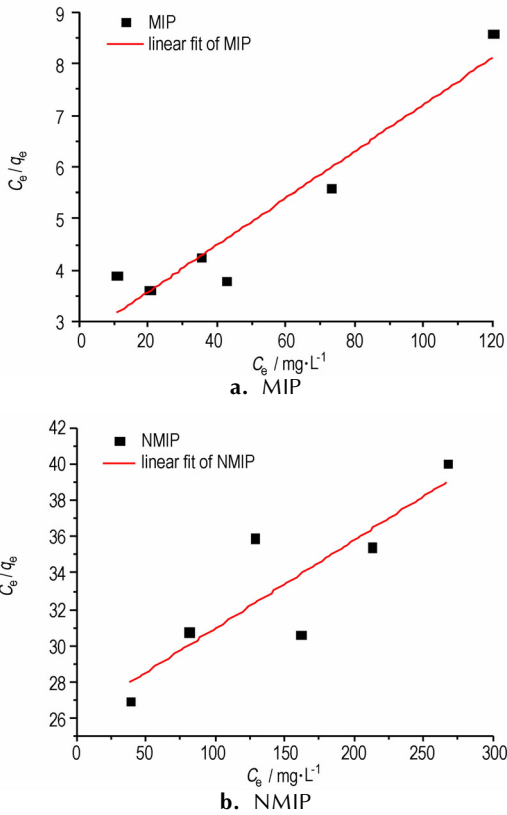 9
MIP
linear fit of MIP
8
7
6
5
4
3
Ce / qe
0 20 40 60 80 100 120
Ce / mg·L-1
a. MIP
42
NMIP
linear fit of NMIP
40
38
36
34
32
30
28
26
Ce / qe
0 50 100 150 200 250 300
Ce / mg·L-1
b. NMIP